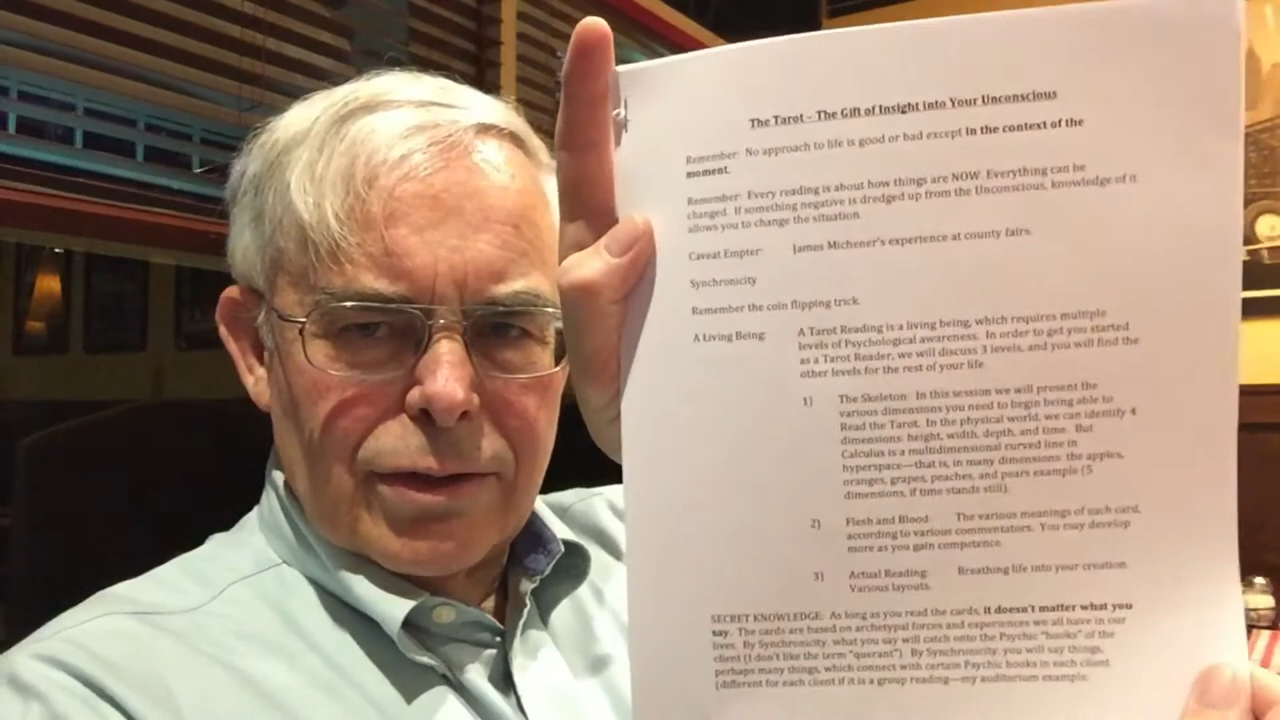 The Tarot – The Gift of Insight into Your Unconscious
Remember: No approach to life is good or bad except in the context of the
moment.
Remember: Every reading is about how things are NOW. Everything can be
changed. If something negative is dredged up from the Unconscious, knowledge of it
allows you to change the situation.
Caveat Empter: James Michener's experience at county fairs.
Synchronicity
Remember the coin flipping trick.
A Living Being: A Tarot Reading is a living being, which requires multiple
levels of Psychological awareness. In order to get you started
as a Tarot Reader, we will discuss 3 levels, and you will find the
other levels for the rest of your life.
1) The Skeleton: In this session we will present the
various dimensions you need to begin being able to
Read the Tarot. In the physical world, we can identify 4
dimensions: height, width, depth, and time. But
Calculus is a multidimensional curved line in
hyperspace—that is, in many dimensions: the apples,
oranges, grapes, peaches, and pears example (5
dimensions, if time stands still).
2) Flesh and Blood: The various meanings of each card,
according to various commentators. You may develop
more as you gain competence.
3) Actual Reading: Breathing life into your creation.
Various layouts.
SECRET KNOWLEDGE: As long as you read the cards, it doesn't matter what you
say. The cards are based on archetypal forces and experiences we all have in our
lives. By Synchronicity, what you say will catch onto the Psychic "hooks" of the
client (I don't like the term "querant"). By Synchronicity, you will say things,
perhaps many things, which connect with certain Psychic hooks in each client
(different for each client if it is a group reading—my auditorium example.